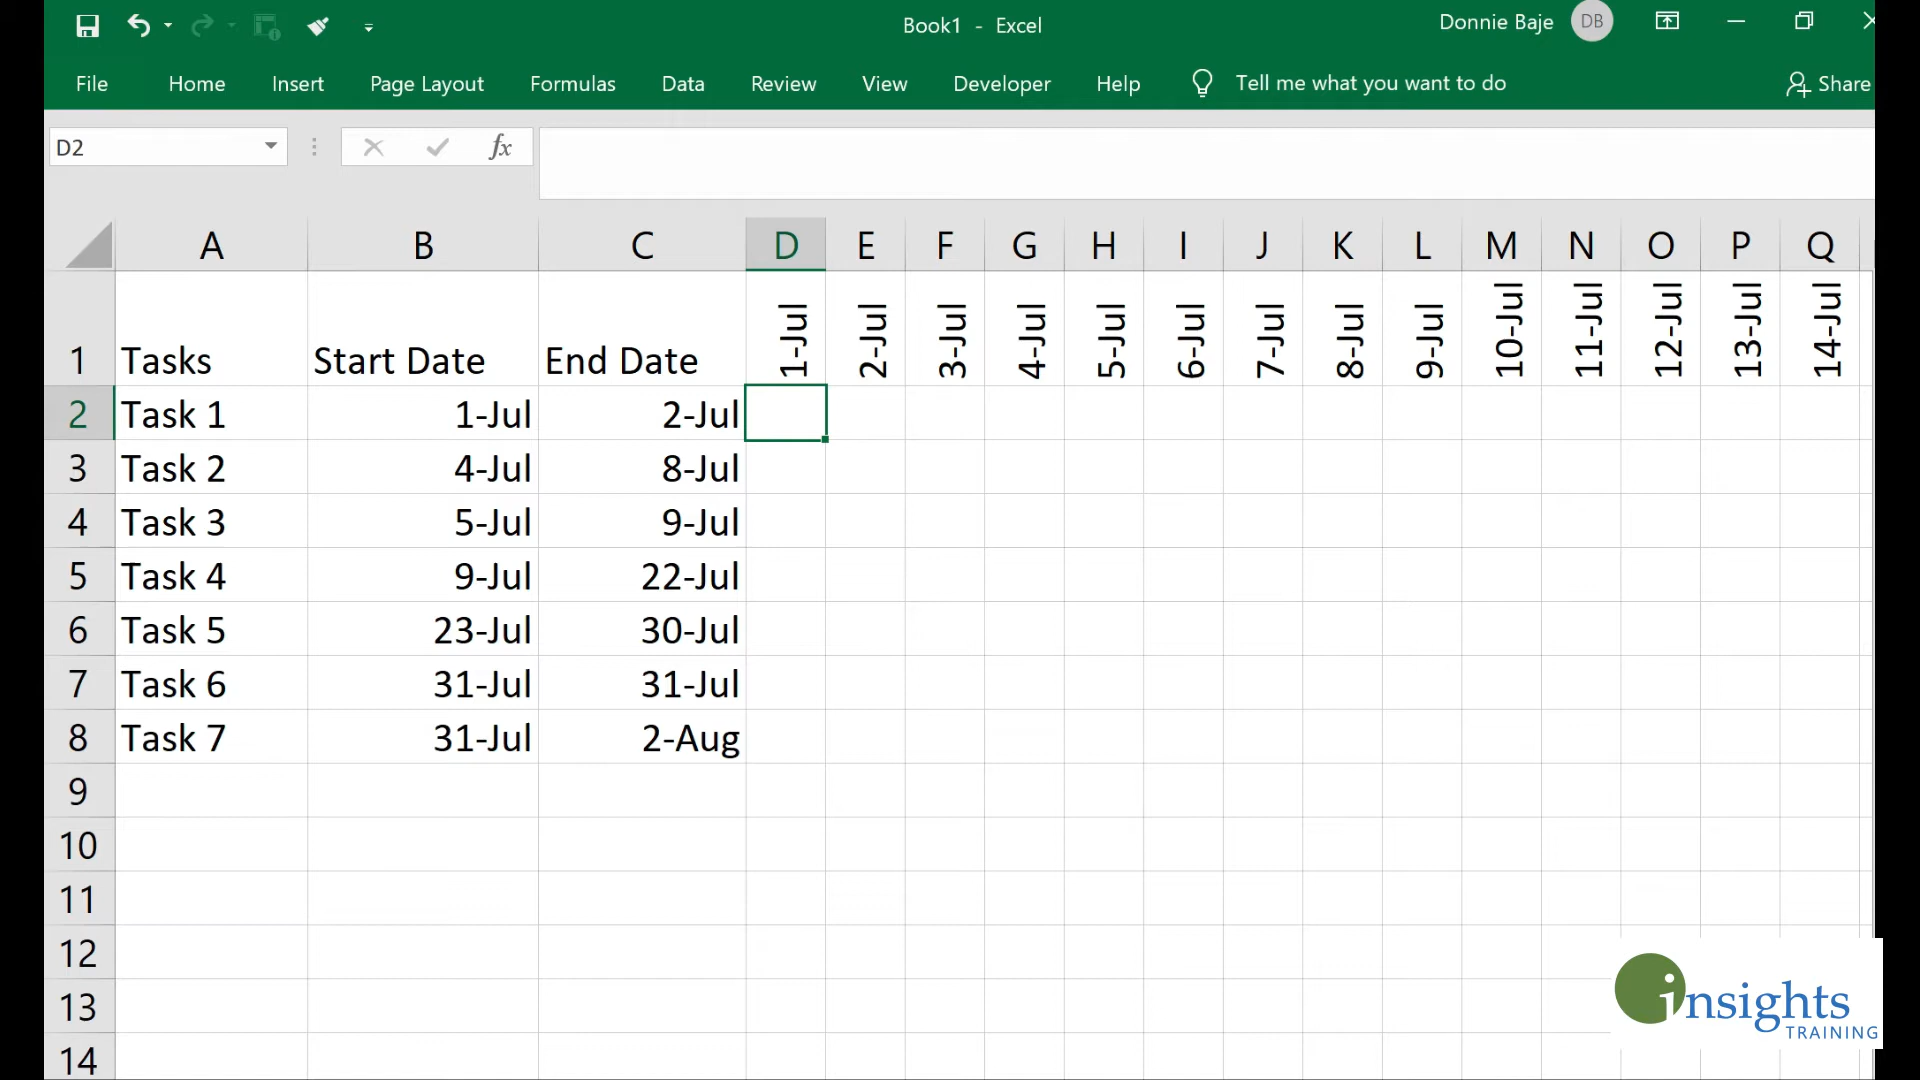 Book1 - Excel
Donnie Baje DB
File Home Insert Page Layout Formulas Data Review View Developer Help Tell me what you want to do Share
D2 fx
A B C D E F G H I J K L M N O P Q
1 Tasks Start Date End Date 1-Jul 2-Jul 3-Jul 4-Jul 5-Jul 6-Jul 7-Jul 8-Jul 9-Jul 10-Jul 11-Jul 12-Jul 13-Jul 14-Jul
2 Task 1 1-Jul 2-Jul
3 Task 2 4-Jul 8-Jul
4 Task 3 5-Jul 9-Jul
5 Task 4 9-Jul 22-Jul
6 Task 5 23-Jul 30-Jul
7 Task 6 31-Jul 31-Jul
8 Task 7 31-Jul 2-Aug
9
10
11
12
13
14
insights
TRAINING